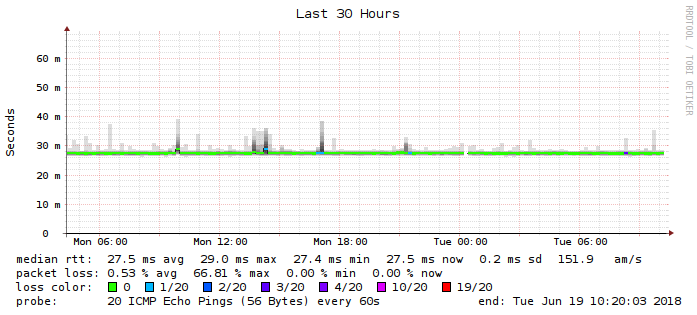 Last 30 Hours
RRDTOOL / TOBI OETIKER
Seconds
60 m
50 m
40 m
30 m
20 m
10 m
0
Mon 06:00 Mon 12:00 Mon 18:00 Tue 00:00 Tue 06:00
median rtt: 27.5 ms avg 29.0 ms max 27.4 ms min 27.5 ms now 0.2 ms sd 151.9 am/s
packet loss: 0.53 % avg 66.81 % max 0.00 % min 0.00 % now
loss color: 0 1/20 2/20 3/20 4/20 10/20 19/20
probe: 20 ICMP Echo Pings (56 Bytes) every 60s end: Tue Jun 19 10:20:03 2018